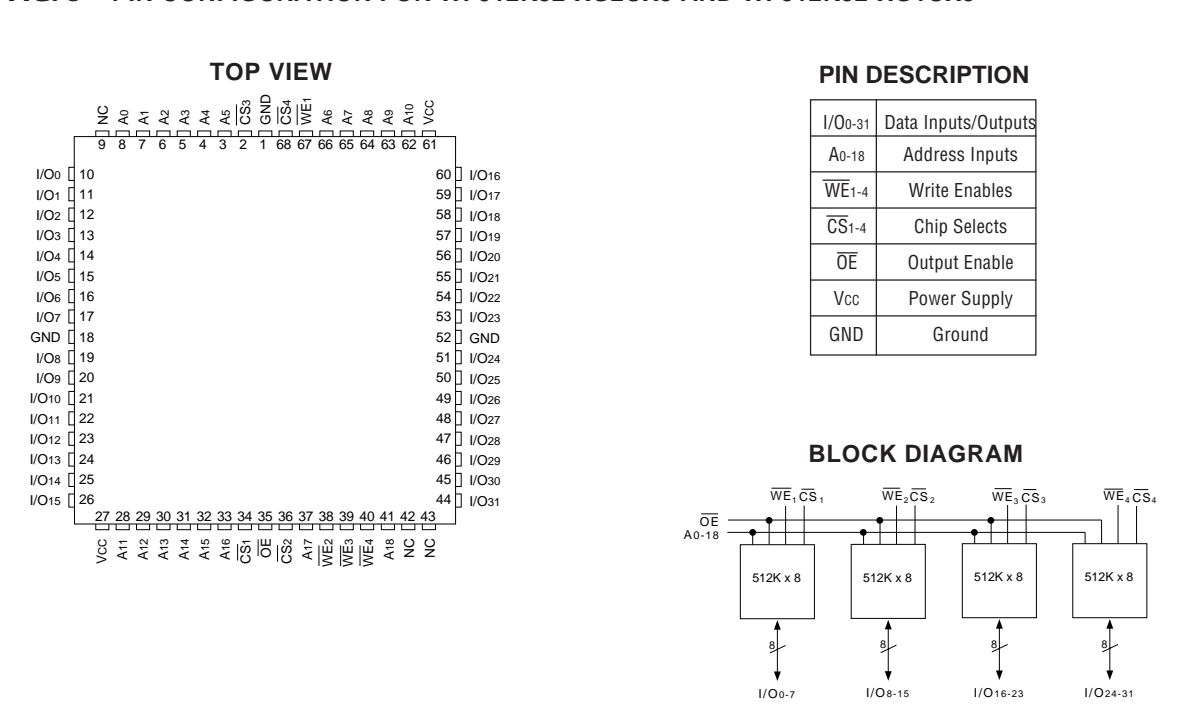 TOP VIEW
NC A0 A1 A2 A3 A4 A5 CS3 GND CS4 WE1 A6 A7 A8 A9 A10 VCC
9 8 7 6 5 4 3 2 1 68 67 66 65 64 63 62 61
I/O0 10 60 I/O16
I/O1 11 59 I/O17
I/O2 12 58 I/O18
I/O3 13 57 I/O19
I/O4 14 56 I/O20
I/O5 15 55 I/O21
I/O6 16 54 I/O22
I/O7 17 53 I/O23
GND 18 52 GND
I/O8 19 51 I/O24
I/O9 20 50 I/O25
I/O10 21 49 I/O26
I/O11 22 48 I/O27
I/O12 23 47 I/O28
I/O13 24 46 I/O29
I/O14 25 45 I/O30
I/O15 26 44 I/O31
27 28 29 30 31 32 33 34 35 36 37 38 39 40 41 42 43
VCC A11 A12 A13 A14 A15 A16 CS1 OE CS2 A17 WE2 WE3 WE4 A18 NC NC
PIN DESCRIPTION
I/O0-31 Data Inputs/Outputs
A0-18 Address Inputs
WE1-4 Write Enables
CS1-4 Chip Selects
OE Output Enable
VCC Power Supply
GND Ground
BLOCK DIAGRAM
WE1 CS1 WE2 CS2 WE3 CS3 WE4 CS4
OE
A0-18
512K x 8 512K x 8 512K x 8 512K x 8
8 8 8 8
I/O0-7 I/O8-15 I/O16-23 I/O24-31